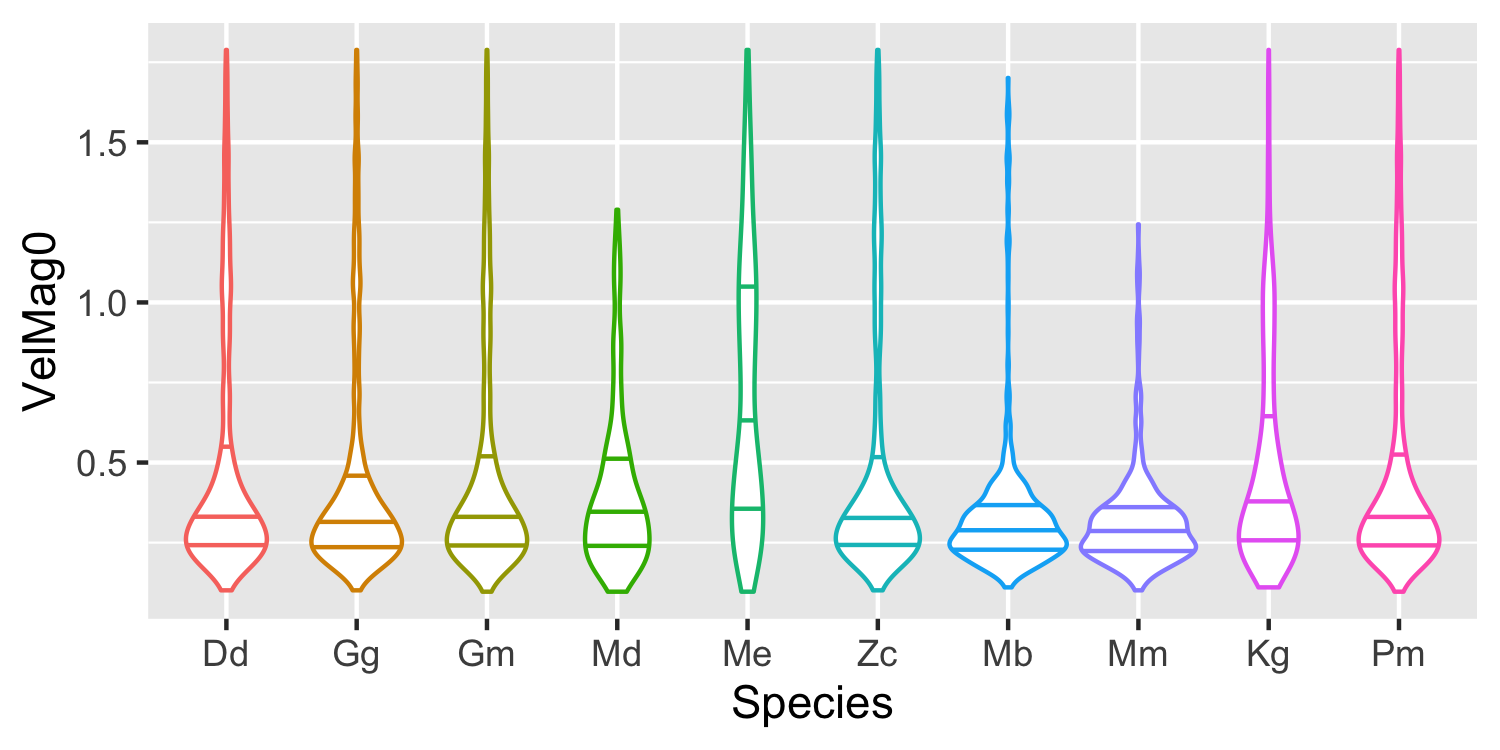 VelMag0
1.5
1.0
0.5
Dd Gg Gm Md Me Zc Mb Mm Kg Pm
Species